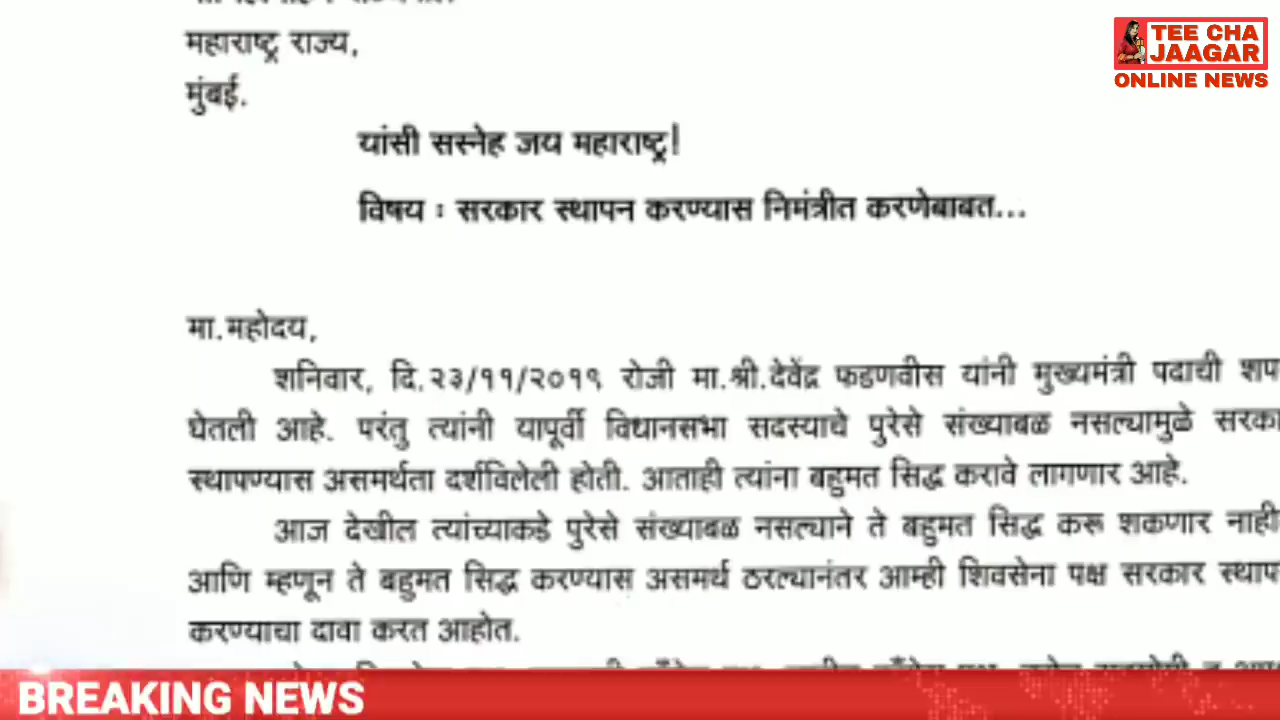 महाराष्ट्र राज्य,
मुंबई.
यांसी सस्नेह जय महाराष्ट्र!
विषय : सरकार स्थापन करण्यास निमंत्रीत करणेबाबत...
मा.महोदय,
शनिवार, दि.२३/११/२०१९ रोजी मा.श्री.देवेंद्र फडणवीस यांनी मुख्यमंत्री पदाची शप
घेतली आहे. परंतु त्यांनी यापूर्वी विधानसभा सदस्याचे पुरेसे संख्याबळ नसल्यामुळे सरका
स्थापण्यास असमर्थता दर्शविलेली होती. आताही त्यांना बहुमत सिद्ध करावे लागणार आहे.
आज देखील त्यांच्याकडे पुरेसे संख्याबळ नसल्याने ते बहुमत सिद्ध करू शकणार नाही
आणि म्हणून ते बहुमत सिद्ध करण्यास असमर्थ ठरल्यानंतर आम्ही शिवसेना पक्ष सरकार स्थाप
करण्याचा दावा करत आहोत.
TEE CHA
JAAGAR
ONLINE NEWS
BREAKING NEWS